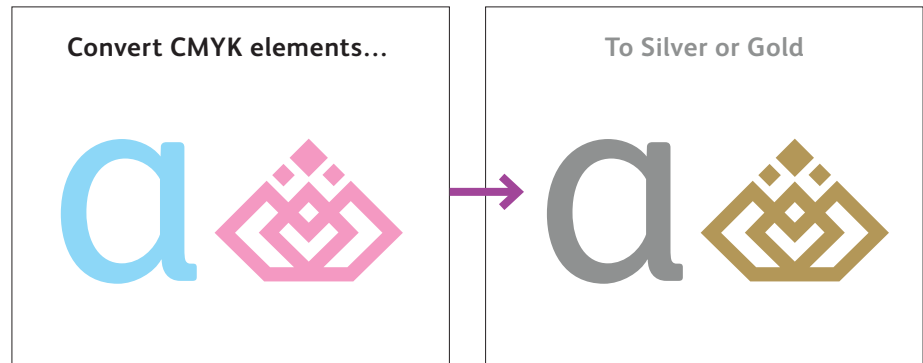 Convert CMYK elements…
To Silver or Gold
a
a